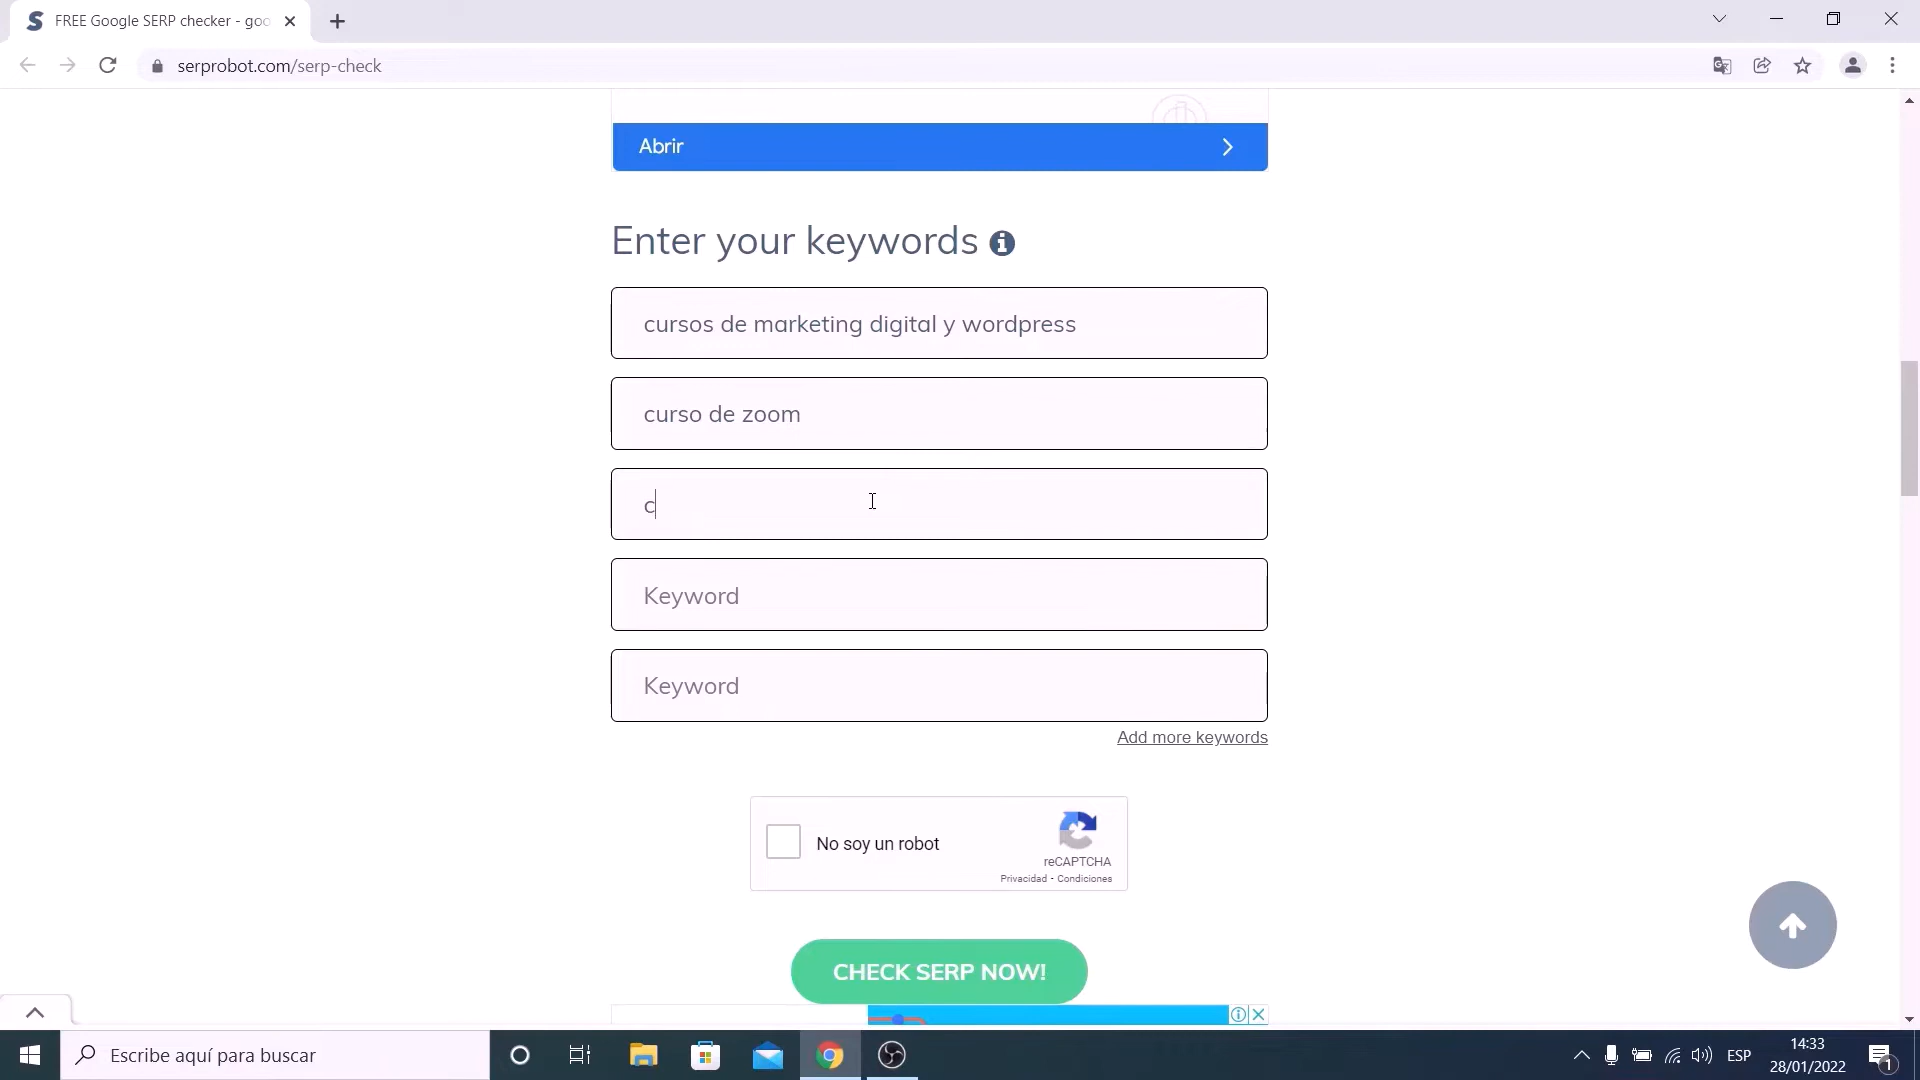 FREE Google SERP checker - goo
serprobot.com/serp-check
Abrir
Enter your keywords
cursos de marketing digital y wordpress
curso de zoom
c
Keyword
Keyword
Add more keywords
No soy un robot
reCAPTCHA
Privacidad - Condiciones
CHECK SERP NOW!
Escribe aquí para buscar
ESP
14:33
28/01/2022
1